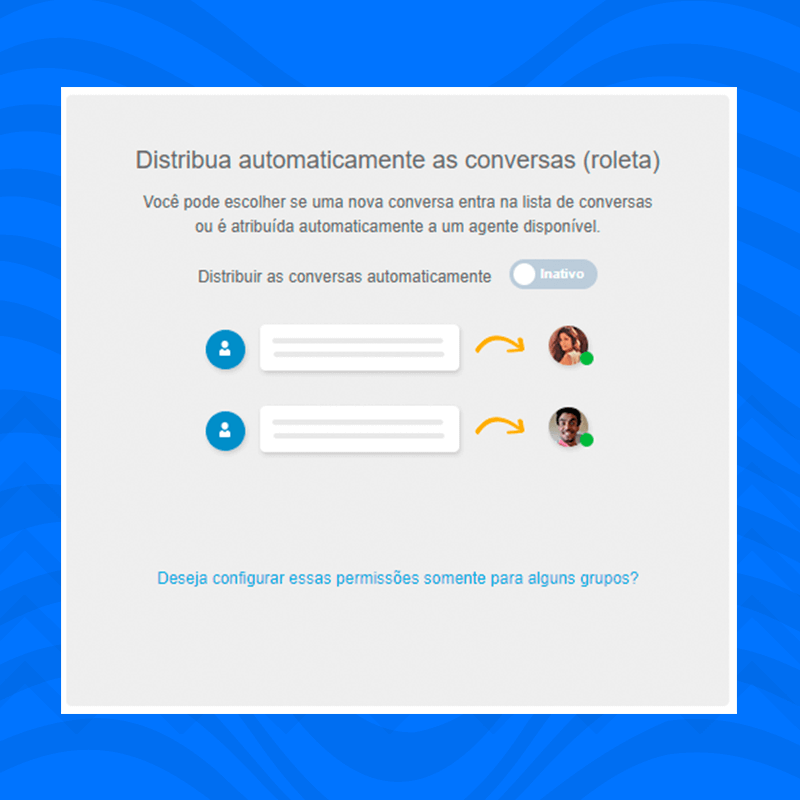 Distribua automaticamente as conversas (roleta)
Você pode escolher se uma nova conversa entra na lista de conversas
ou é atribuída automaticamente a um agente disponível.
Distribuir as conversas automaticamente Inativo
Deseja configurar essas permissões somente para alguns grupos?